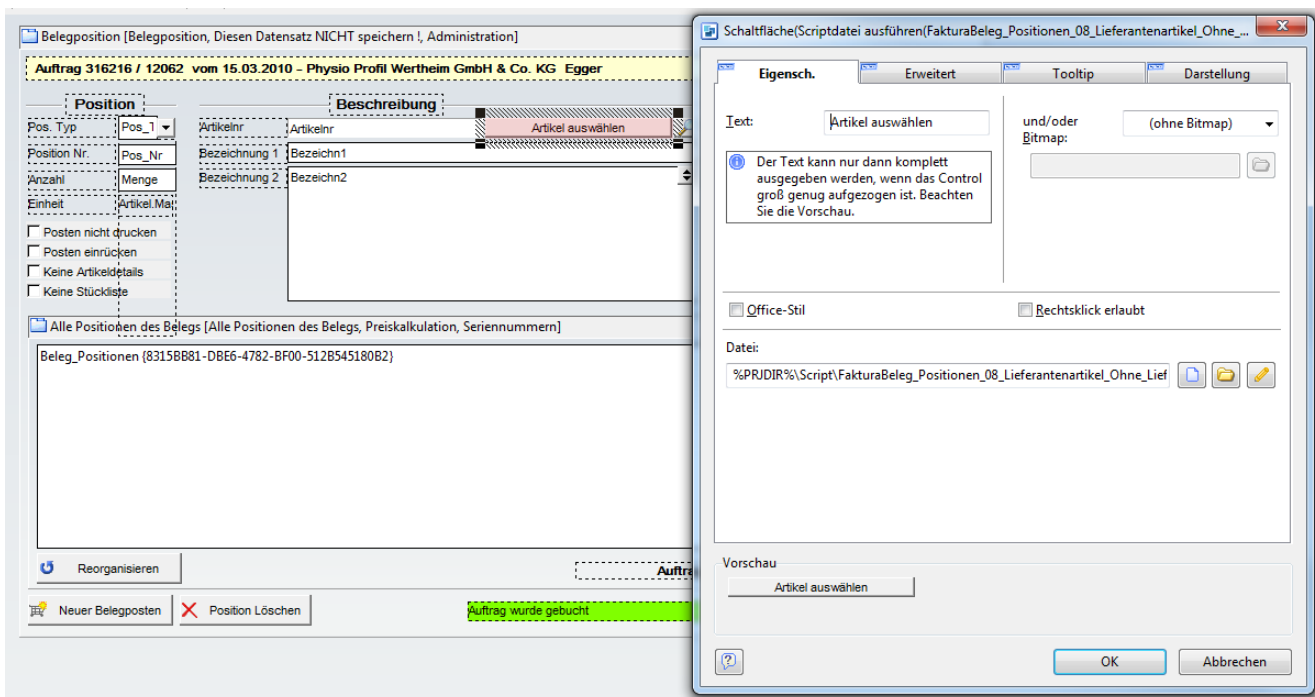 Belegposition [Belegposition, Diesen Datensatz NICHT speichern !, Administration]
Auftrag 316216 / 12062 vom 15.03.2010 - Physio Profil Wertheim GmbH & Co. KG Egger
Position
Beschreibung
Pos. Typ
Artikelnr
Artikelnr
Artikel auswählen
Position Nr.
Pos_Nr
Bezeichnung 1
Bezeichn1
Anzahl
Menge
Bezeichnung 2
Bezeichn2
Einheit
Artikel.Ma
Posten nicht drucken
Posten einrücken
Keine Artikeldetails
Keine Stückliste
Alle Positionen des Belegs [Alle Positionen des Belegs, Preiskalkulation, Seriennummern]
Beleg_Positionen {8315BB81-DBE6-4782-BF00-512B545180B2}
Reorganisieren
Auftra
Neuer Belegposten
Position Löschen
Auftrag wurde gebucht
Schaltfläche(Scriptdatei ausführen(FakturaBeleg_Positionen_08_Lieferantenartikel_Ohne_...
Eigensch.
Erweitert
Tooltip
Darstellung
Text:
Artikel auswählen
und/oder
Bitmap:
(ohne Bitmap)
Der Text kann nur dann komplett
ausgegeben werden, wenn das Control
groß genug aufgezogen ist. Beachten
Sie die Vorschau.
Office-Stil
Rechtsklick erlaubt
Datei:
%PRJDIR%\Script\FakturaBeleg_Positionen_08_Lieferantenartikel_Ohne_Lief
Vorschau
Artikel auswählen
OK
Abbrechen